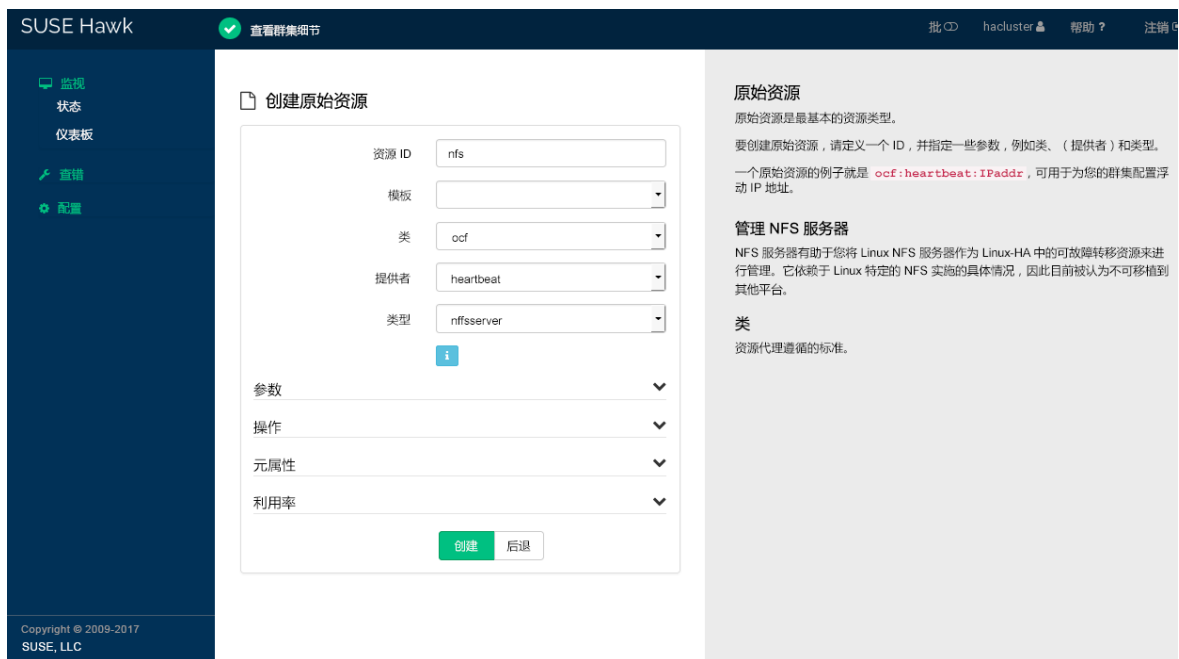 SUSE Hawk
查看群集细节
批
hacluster
帮助 ?
注销
监视
状态
仪表板
查错
配置
创建原始资源
资源 ID
nfs
模板
类
ocf
提供者
heartbeat
类型
nffsserver
i
参数
操作
元属性
利用率
创建
后退
原始资源
原始资源是最基本的资源类型。
要创建原始资源，请定义一个 ID，并指定一些参数，例如类、（提供者）和类型。
一个原始资源的例子就是 ocf:heartbeat:IPaddr，可用于为您的群集配置浮
动 IP 地址。
管理 NFS 服务器
NFS 服务器有助于您将 Linux NFS 服务器作为 Linux-HA 中的可故障转移资源来进
行管理。它依赖于 Linux 特定的 NFS 实施的具体情况，因此目前被认为不可移植到
其他平台。
类
资源代理遵循的标准。
Copyright © 2009-2017
SUSE, LLC